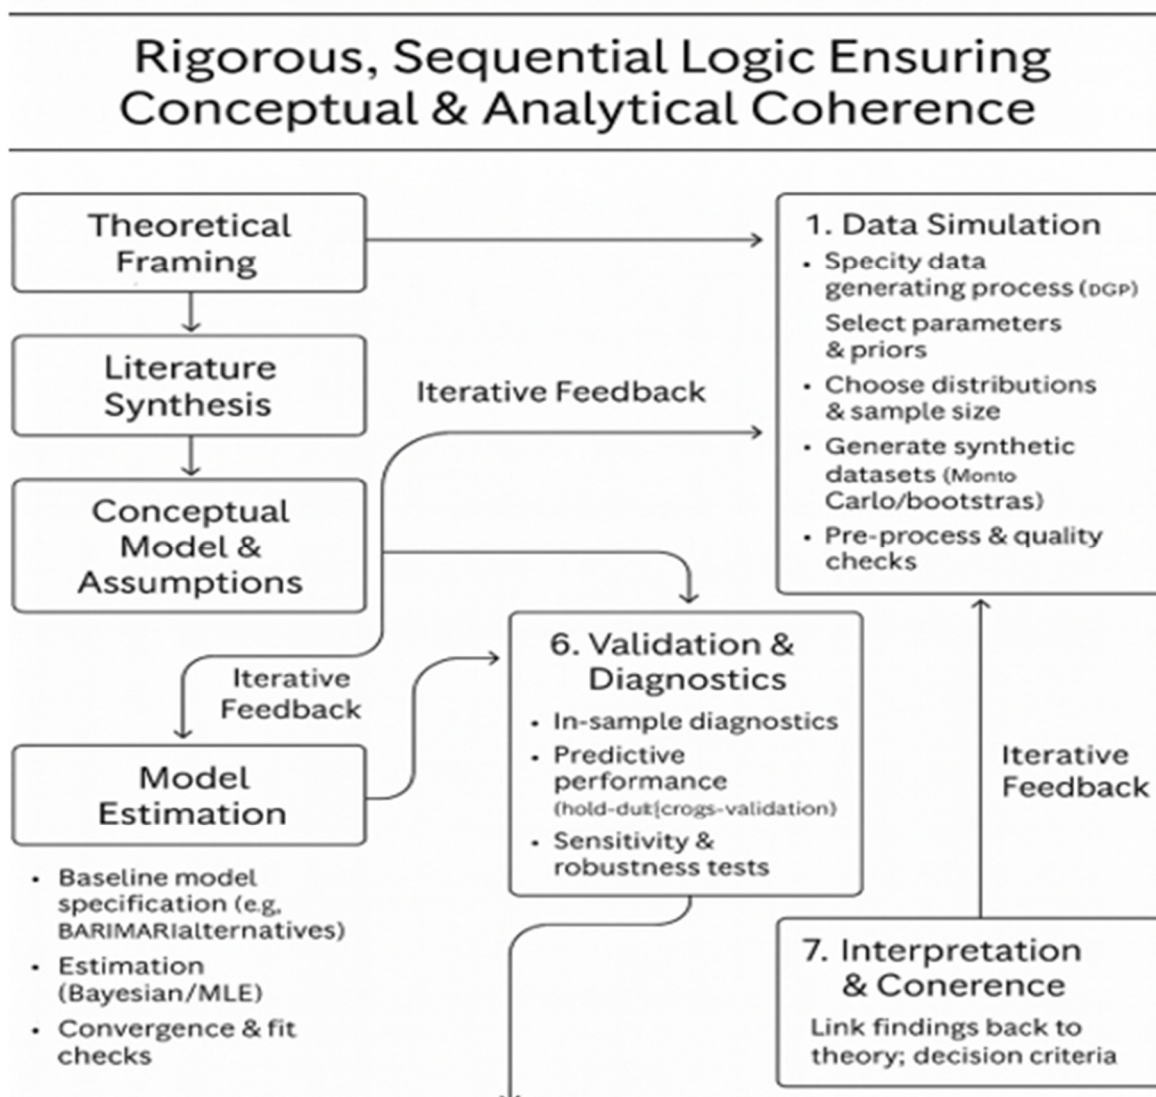 Rigorous, Sequential Logic Ensuring
Conceptual & Analytical Coherence
Theoretical
Framing
Literature
Synthesis
Conceptual
Model &
Assumptions
Iterative Feedback
1. Data Simulation
• Specity data
generating process (DGP)
Select parameters
& priors
• Choose distributions
& sample size
• Generate synthetic
datasets (Monto
Carlo/bootstras)
• Pre-process & quality
checks
Iterative
Feedback
Model
Estimation
• Baseline model
specification (e.g,
BARIMARIalternatives)
• Estimation
(Bayesian/MLE)
• Convergence & fit
checks
6. Validation &
Diagnostics
• In-sample diagnostics
• Predictive
performance
(hold-dut|crogs-validation)
• Sensitivity &
robustness tests
Iterative
Feedback
7. Interpretation
& Conerence
Link findings back to
theory; decision criteria